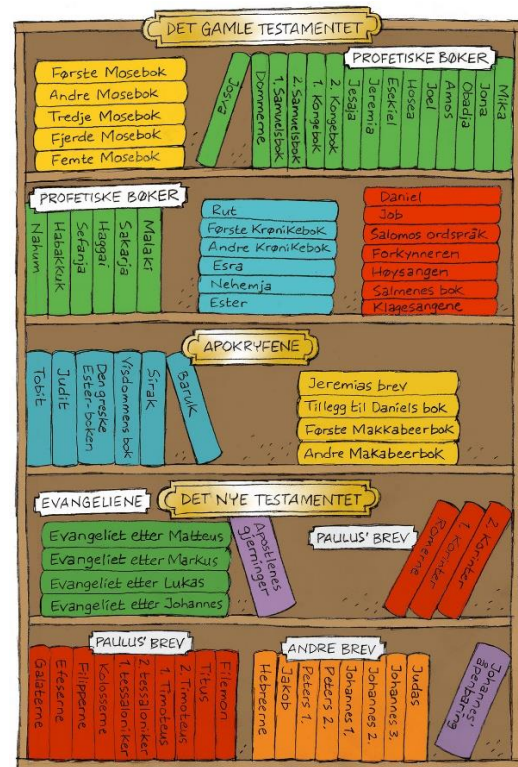 DET GAMLE TESTAMENTET
PROFETISKE BØKER
Første Mosebok
Andre Mosebok
Tredje Mosebok
Fjerde Mosebok
Femte Mosebok
Josva
Dommerne
1. Samuelsbok
2. Samuelsbok
1. Kongebok
2. Kongebok
Jesaja
Jeremia
Esekiel
Hosea
Joel
Amos
Obadja
Jona
Mika
PROFETISKE BØKER
Nahum
Habakkuk
Sefanja
Haggai
Sakarja
Malaki
Rut
Første Krønikebok
Andre Krønikebok
Esra
Nehemja
Ester
Daniel
Job
Salomos ordspråk
Forkynneren
Høysangen
Salmenes bok
Klagesangene
APOKRYFENE
Tobit
Judit
Den greske
Ester-boken
Visdommens bok
Sirak
Baruk
Jeremias brev
Tillegg til Daniels bok
Første Makkabeerbok
Andre Makabeerbok
EVANGELIENE
DET NYE TESTAMENTET
Evangeliet etter Matteus
Evangeliet etter Markus
Evangeliet etter Lukas
Evangeliet etter Johannes
Apostlenes
gjerninger
PAULUS' BREV
Romerne
1. Korinter
2. Korinter
PAULUS' BREV
Galaterne
Efeserne
Filipperne
Kolosserne
1. tessaloniker
2. tessaloniker
1. Timoteus
2. Timoteus
Titus
Filemon
ANDRE BREV
Hebreerne
Jakob
Peters 1.
Peters 2.
Johannes 1.
Johannes 2.
Johannes 3.
Judas
Johannes'
åpenbaring